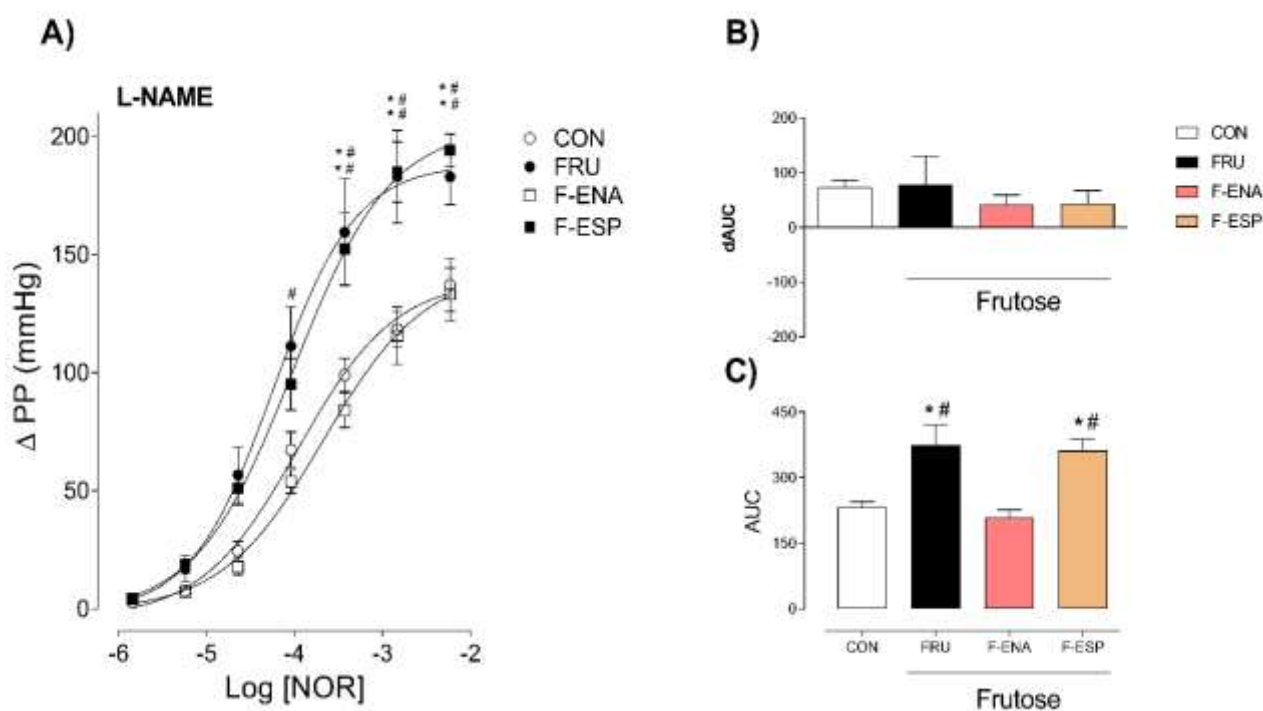 A)
L-NAME
Δ PP (mmHg)
200
150
100
50
0
-6 -5 -4 -3 -2
Log [NOR]
#
* #
* #
* #
* #
* #
* #
CON
FRU
F-ENA
F-ESP
B)
dAUC
200
100
0
-100
-200
Frutose
CON
FRU
F-ENA
F-ESP
C)
AUC
450
300
150
0
* #
* #
CON FRU F-ENA F-ESP
Frutose